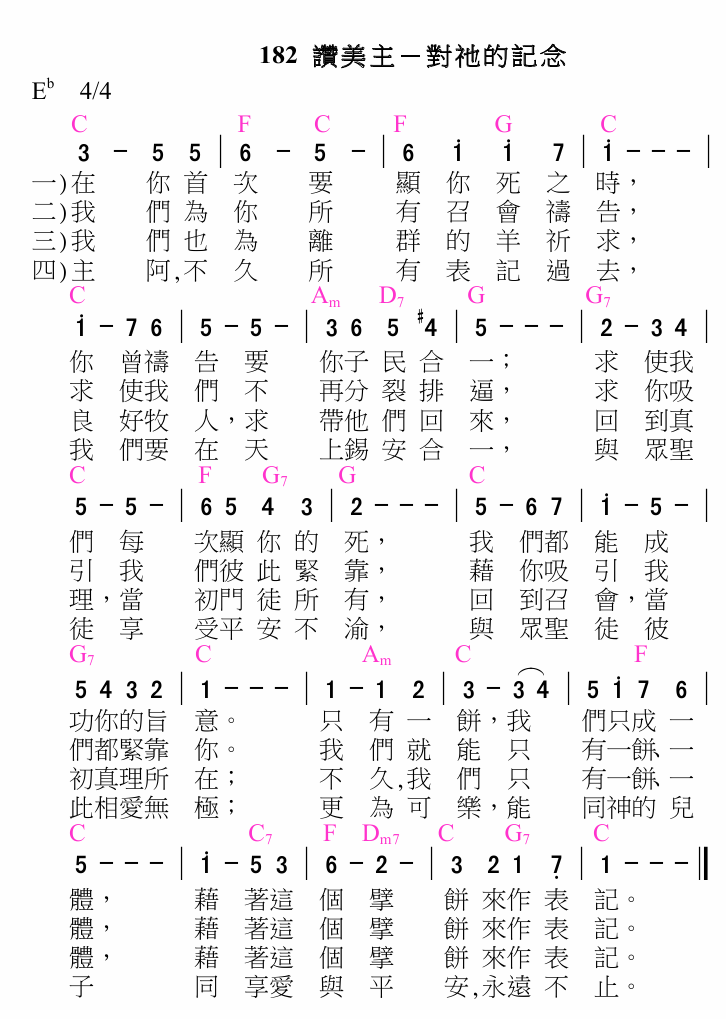 182 讚美主－對祂的記念
E♭ 4/4
C F C F G C
3 － 5 5 | 6 － 5 － | 6 i̇ i̇ 7 | i̇ － － － |
一)在 你首次 要 顯你死之時，
二)我 們為你 所 有召會禱告，
三)我 們也為 離 群的羊祈求，
四)主 阿,不久 所 有表記過去，
C Am D7 G G7
i̇ － 7 6 | 5 － 5 － | 3 6 5 #4 | 5 － － － | 2 － 3 4 |
你 曾禱告 要 你子民合一； 求 使我
求 使我們 不 再分裂排逼， 求 你吸
良 好牧人，求 帶他們回來， 回 到真
我 們要在 天 上錫安合一， 與 眾聖
C F G7 G C
5 － 5 － | 6 5 4 3 | 2 － － － | 5 － 6 7 | i̇ － 5 － |
們 每 次顯你的死， 我 們都能 成
引 我 們彼此緊靠， 藉 你吸引 我
理，當 初門徒所有， 回 到召會，當
徒 享 受平安不渝， 與 眾聖徒 彼
G7 C Am C F
5 4 3 2 | 1 － － － | 1 － 1 2 | 3 － 3 4 | 5 i̇ 7 6 |
功你的旨意。 只 有一餅，我 們只成一
們都緊靠你。 我 們就能 只 有一餅、一
初真理所在； 不 久,我們 只 有一餅、一
此相愛無極； 更 為可樂，能 同神的兒
C C7 F Dm7 C G7 C
5 － － － | i̇ － 5 3 | 6 － 2 － | 3 2 1 7̣ | 1 － － － ‖
體， 藉 著這個 擘 餅來作表記。
體， 藉 著這個 擘 餅來作表記。
體， 藉 著這個 擘 餅來作表記。
子 同 享愛與 平 安,永遠不止。